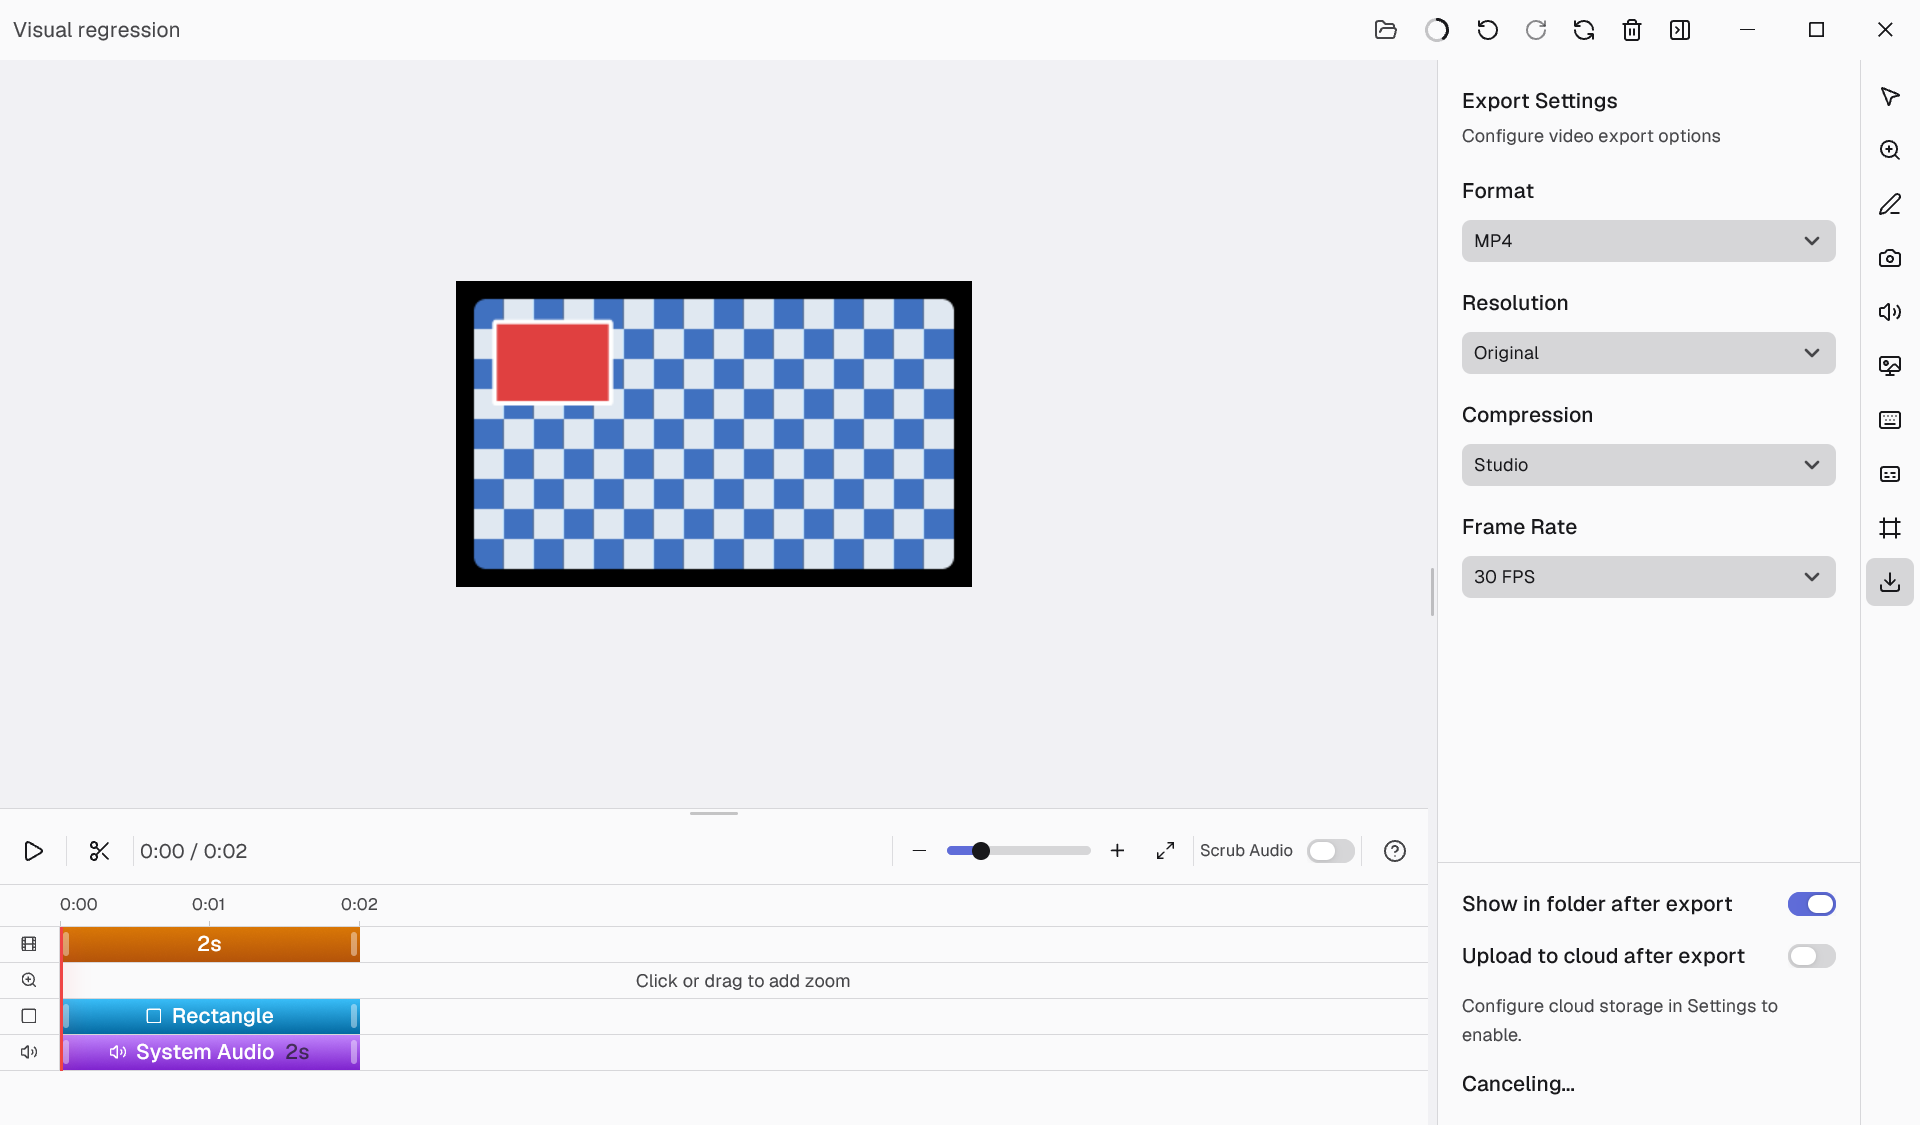 Visual regression
Export Settings
Configure video export options
Format
MP4
Resolution
Original
Compression
Studio
Frame Rate
30 FPS
0:00 / 0:02
Scrub Audio
0:00
0:01
0:02
2s
Click or drag to add zoom
Rectangle
System Audio 2s
Show in folder after export
Upload to cloud after export
Configure cloud storage in Settings to
enable.
Canceling...